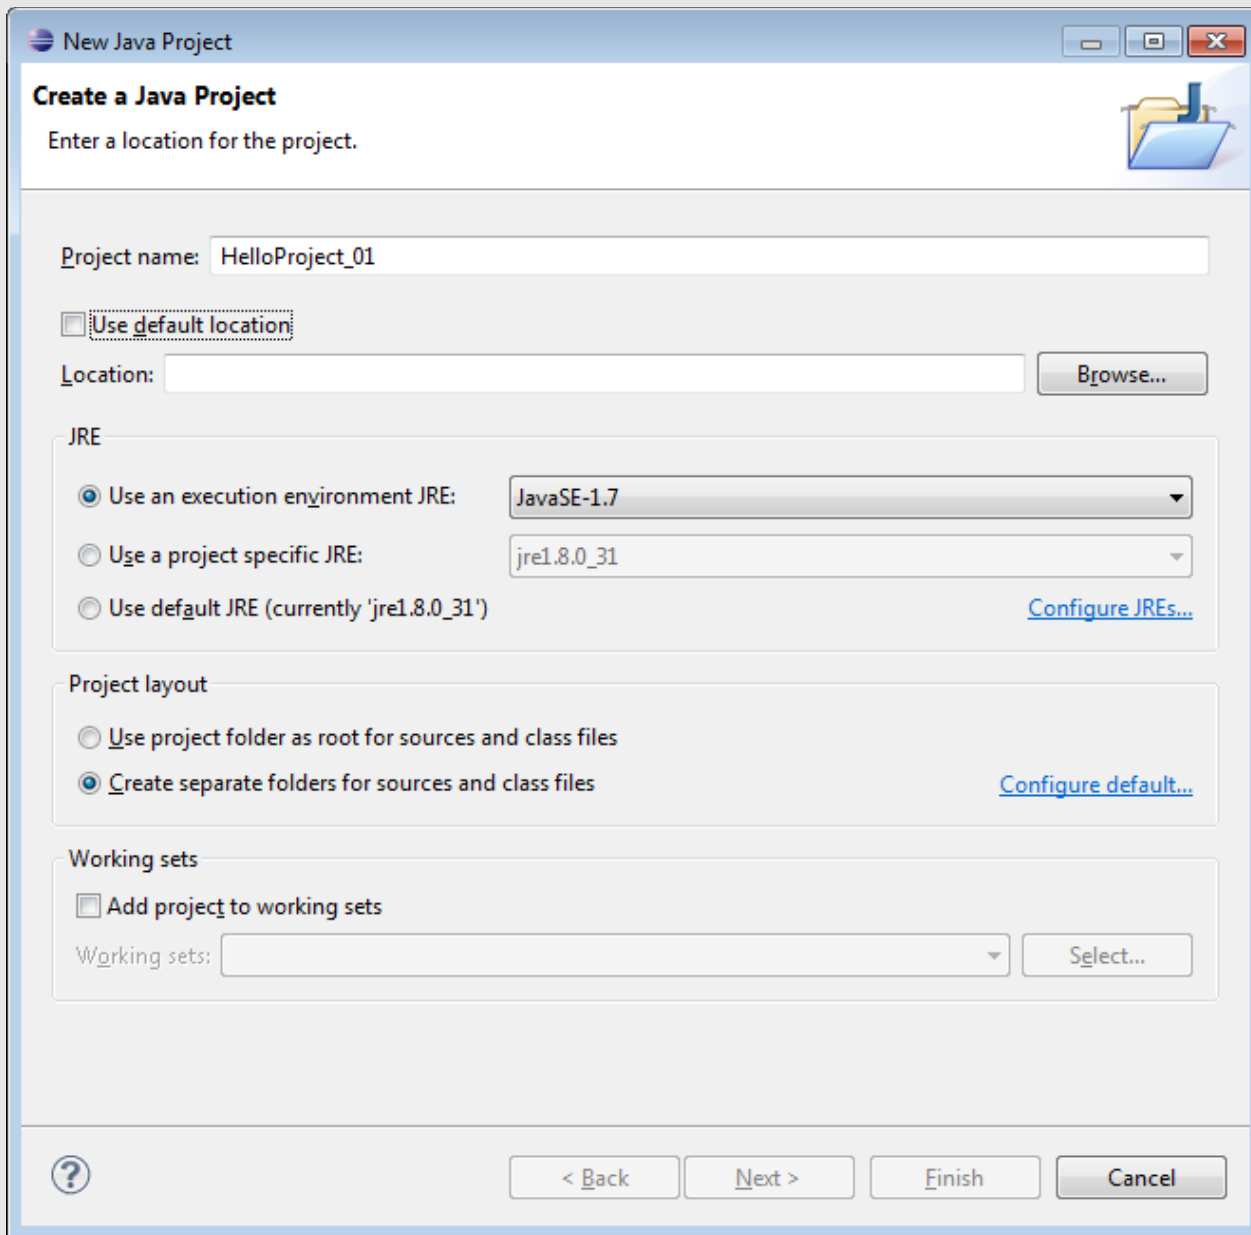 New Java Project
Create a Java Project
Enter a location for the project.
Project name: HelloProject_01
Use default location
Location: Browse...
JRE
Use an execution environment JRE: JavaSE-1.7
Use a project specific JRE: jre1.8.0_31
Use default JRE (currently 'jre1.8.0_31') Configure JREs...
Project layout
Use project folder as root for sources and class files
Create separate folders for sources and class files Configure default...
Working sets
Add project to working sets
Working sets: Select...
? < Back Next > Finish Cancel